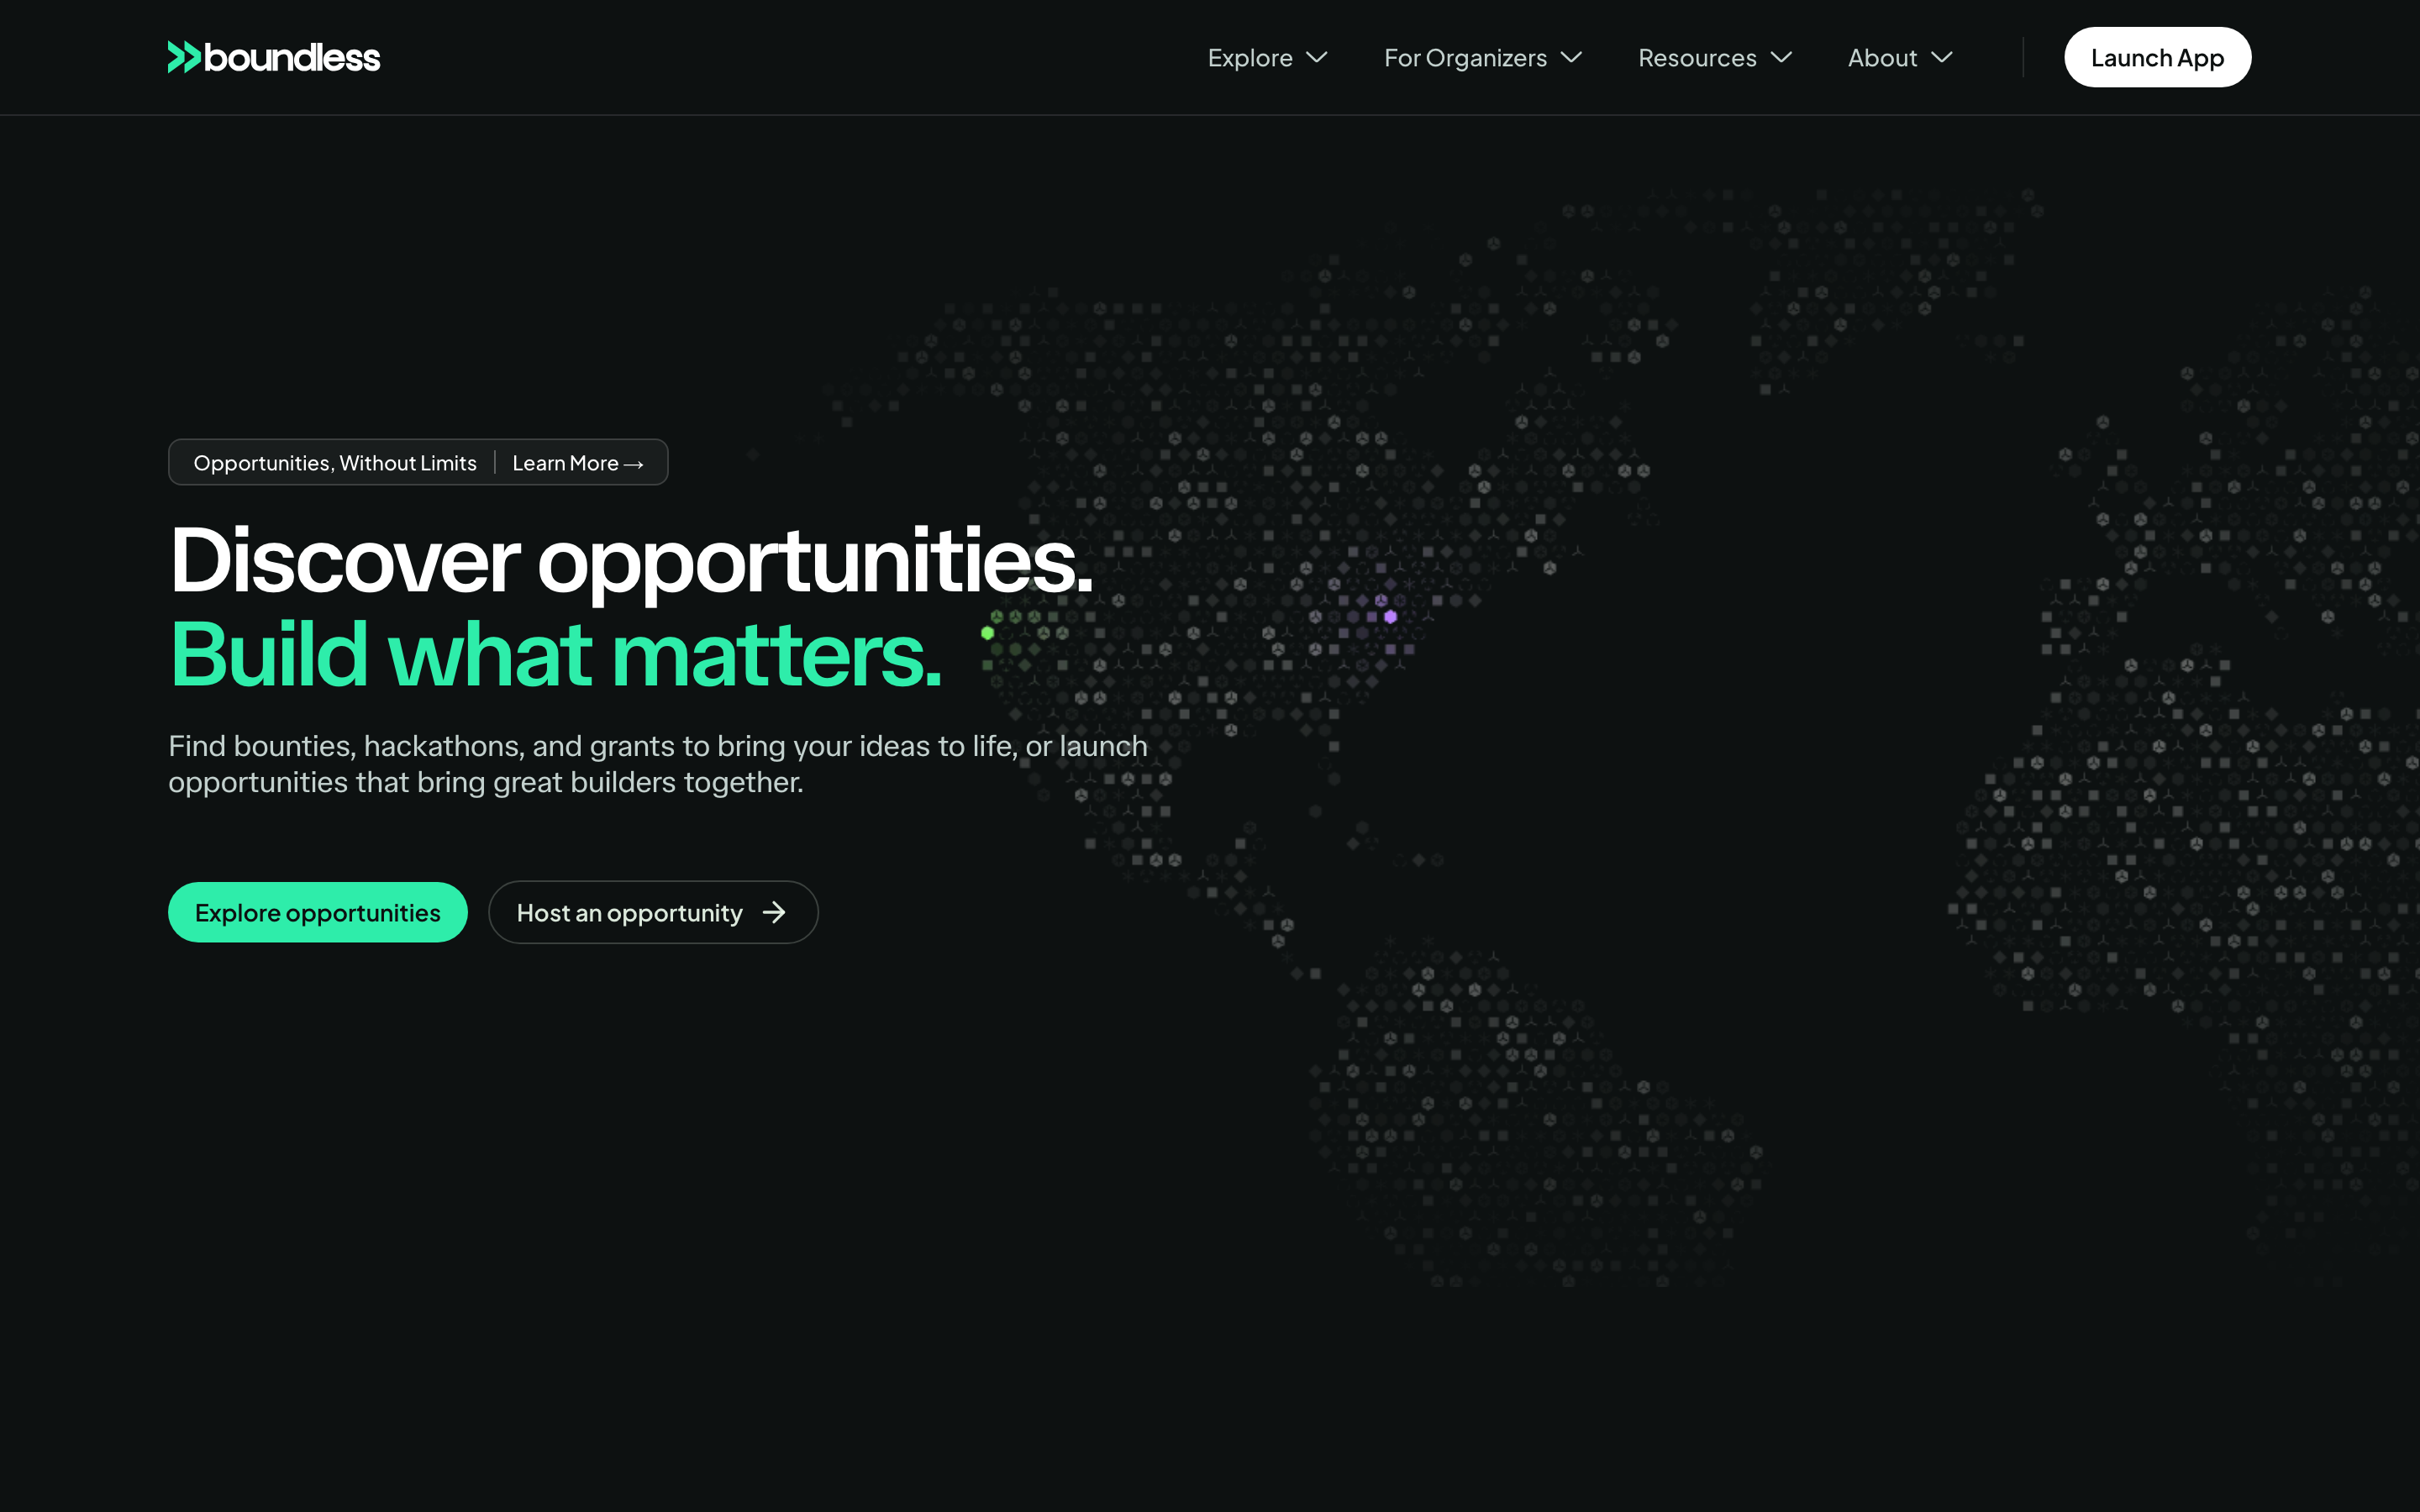 boundless
Explore
For Organizers
Resources
About
Launch App
Opportunities, Without Limits | Learn More →
Discover opportunities.
Build what matters.
Find bounties, hackathons, and grants to bring your ideas to life, or launch
opportunities that bring great builders together.
Explore opportunities
Host an opportunity →